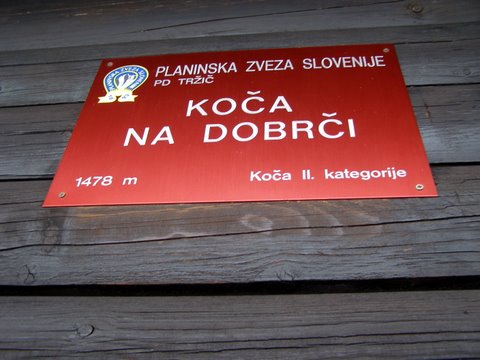 PLANINSKA ZVEZA SLOVENIJE
PD TRŽIČ
KOČA
NA DOBRČI
1478 m
Koča II. kategorije